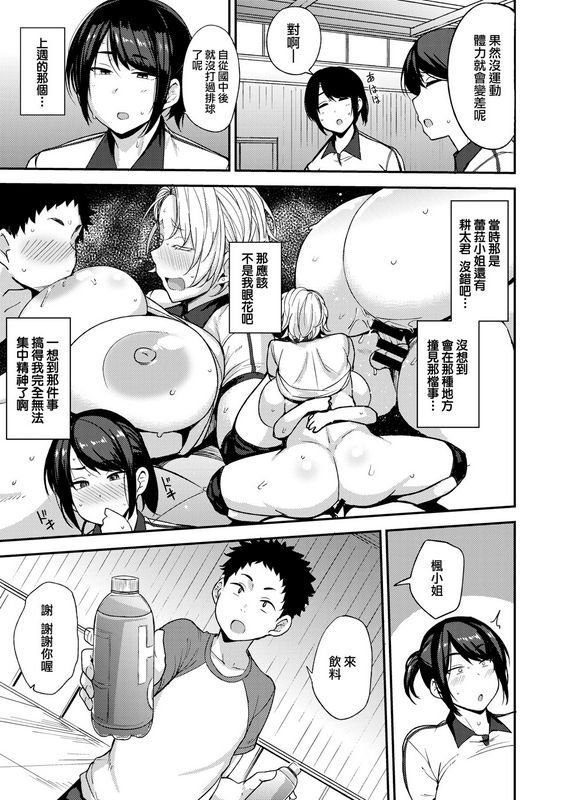 果然沒運動
體力就會變差呢
對啊ー
あはは
自從國中後
就沒打過排球
了呢
上週的那個…
當時那是
蕾菈小姐還有
耕太君 沒錯吧…
沒想到
會在那種地方
撞見那檔事…
那應該
不是我眼花吧
一想到那件事
搞得我完全無法
集中精神了啊
ドキ
ドキ
楓小姐
來
飲料
謝
謝謝你喔